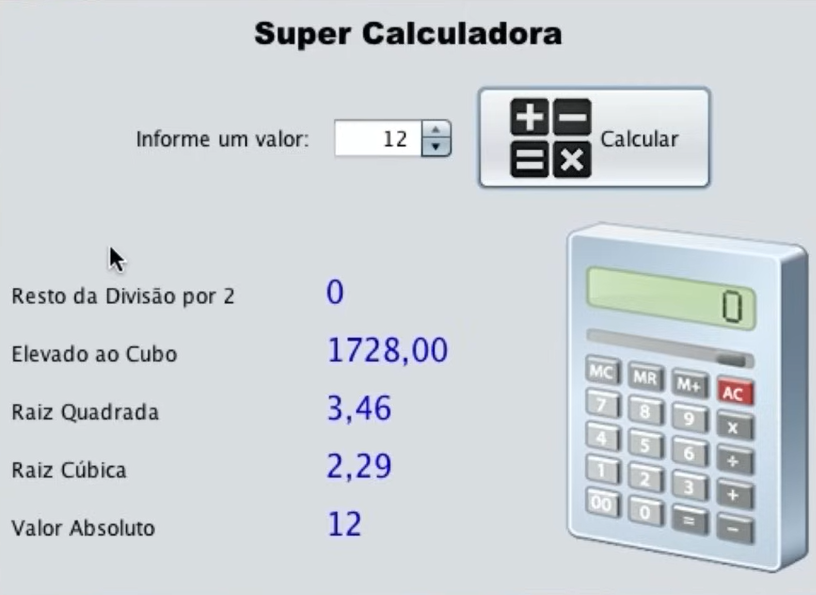 Super Calculadora
Informe um valor: 12 Calcular
Resto da Divisão por 2 0
Elevado ao Cubo 1728,00
Raiz Quadrada 3,46
Raiz Cúbica 2,29
Valor Absoluto 12
0
MC MR M+ AC
7 8 9 x
4 5 6 ÷
1 2 3 +
00 0 = −